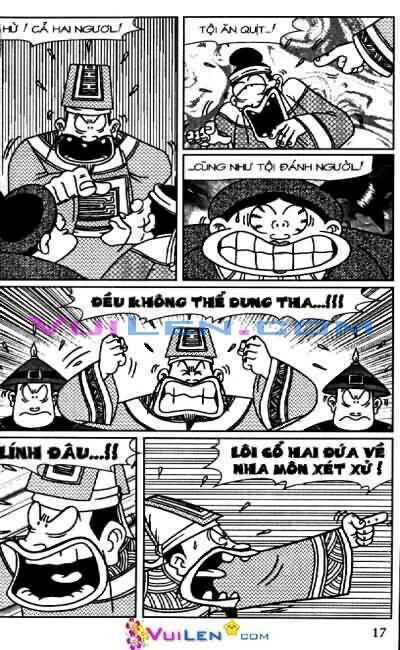 HỪ! CẢ HAI NGƯƠI..!
TỘI ĂN QUỊT...!
...CŨNG NHƯ TỘI ĐÁNH NGƯỜI...!
ĐỀU KHÔNG THỂ DUNG THA...!!!
VUILEN.COM
LÍNH ĐÂU...!!
LÔI CỔ HAI ĐỨA VỀ
NHA MÔN XÉT XỬ!
17
VUILEN.COM